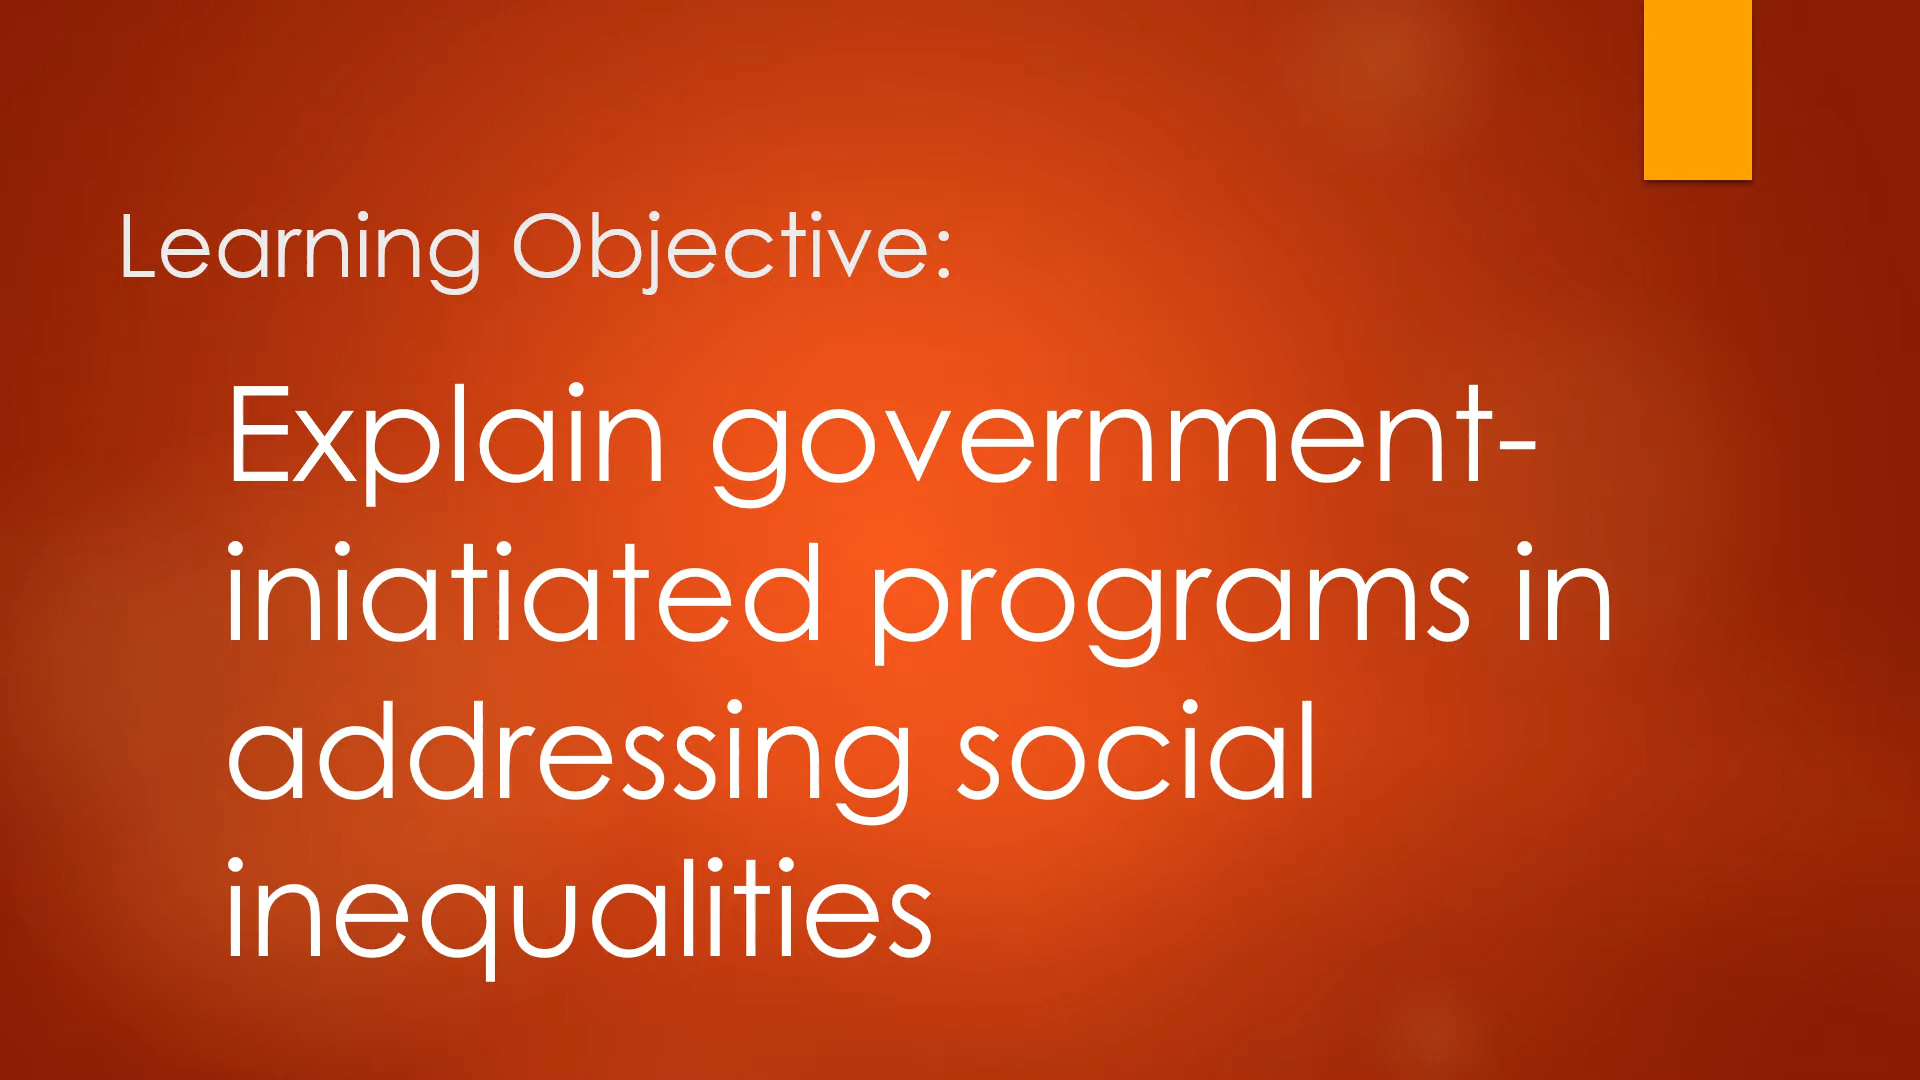 Learning Objective:
Explain government-
iniatiated programs in
addressing social
inequalities